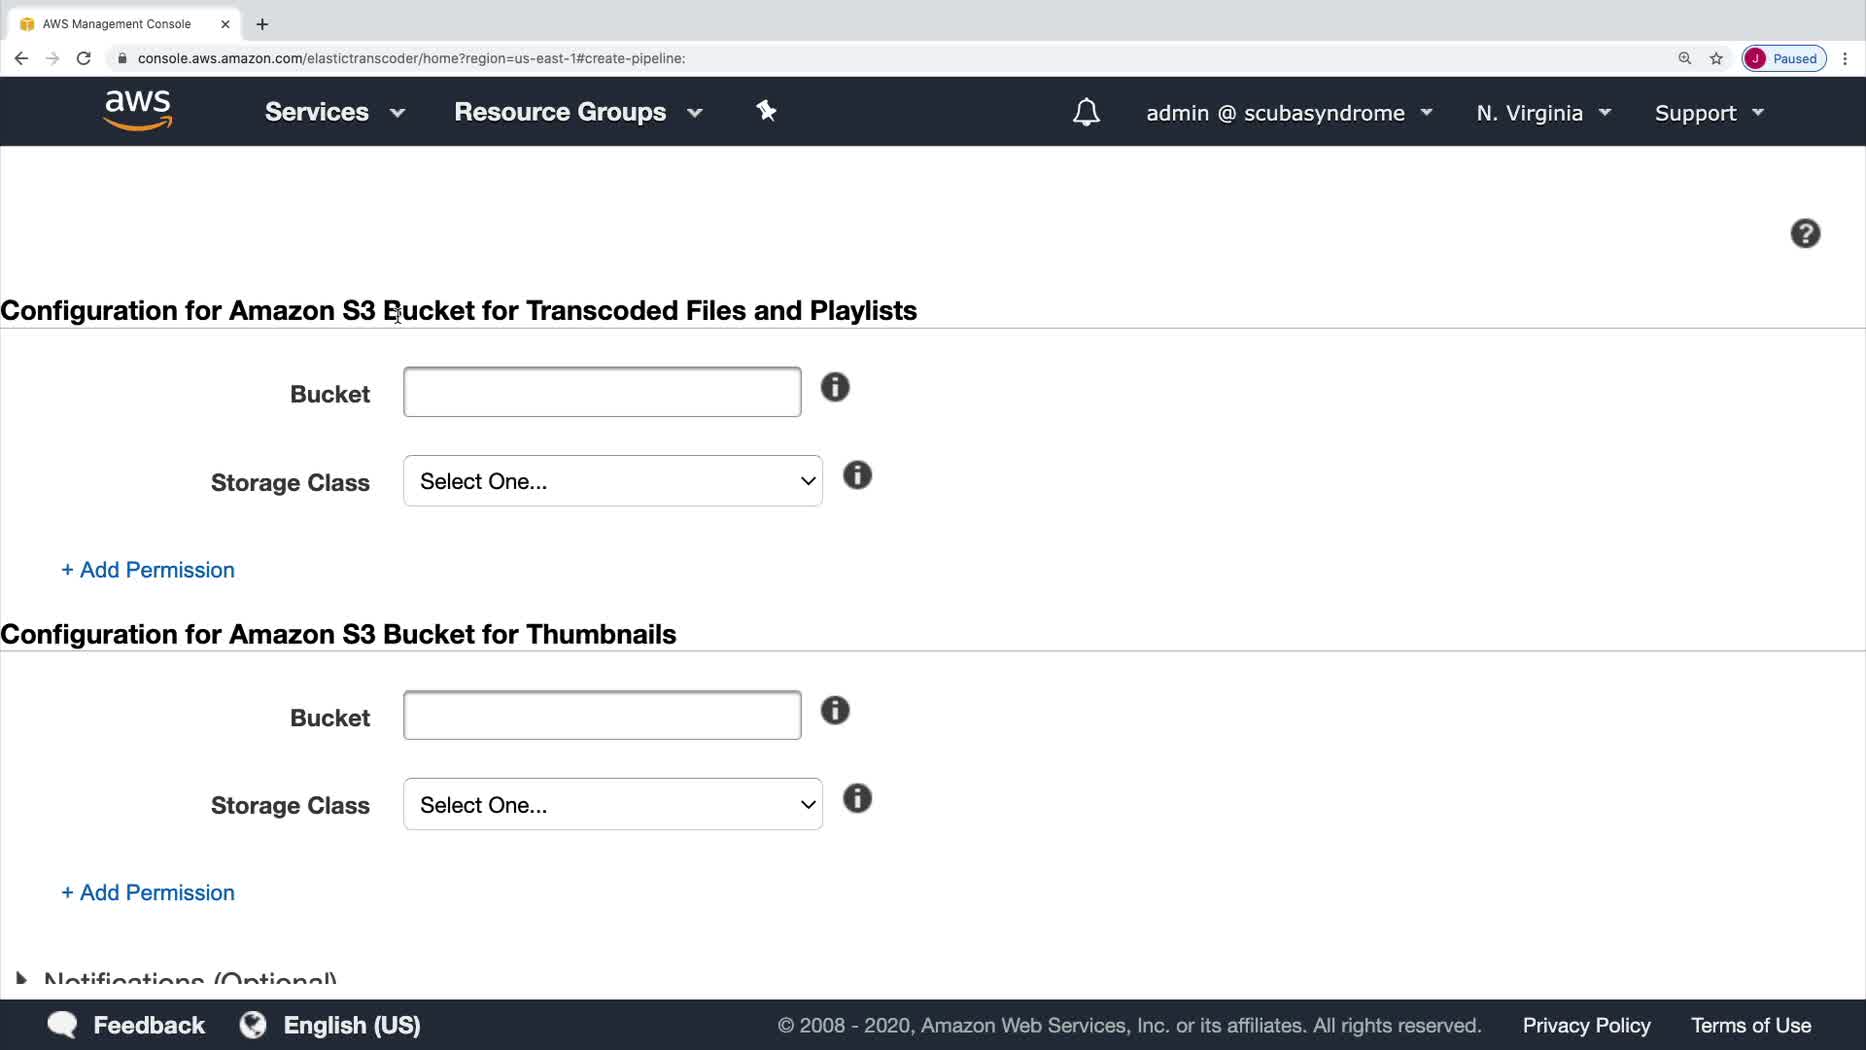 AWS Management Console
console.aws.amazon.com/elastictranscoder/home?region=us-east-1#create-pipeline:
J Paused
aws Services Resource Groups admin @ scubasyndrome N. Virginia Support
Configuration for Amazon S3 Bucket for Transcoded Files and Playlists
Bucket
Storage Class Select One...
+ Add Permission
Configuration for Amazon S3 Bucket for Thumbnails
Bucket
Storage Class Select One...
+ Add Permission
Notifications (Optional)
Feedback English (US) © 2008 - 2020, Amazon Web Services, Inc. or its affiliates. All rights reserved. Privacy Policy Terms of Use